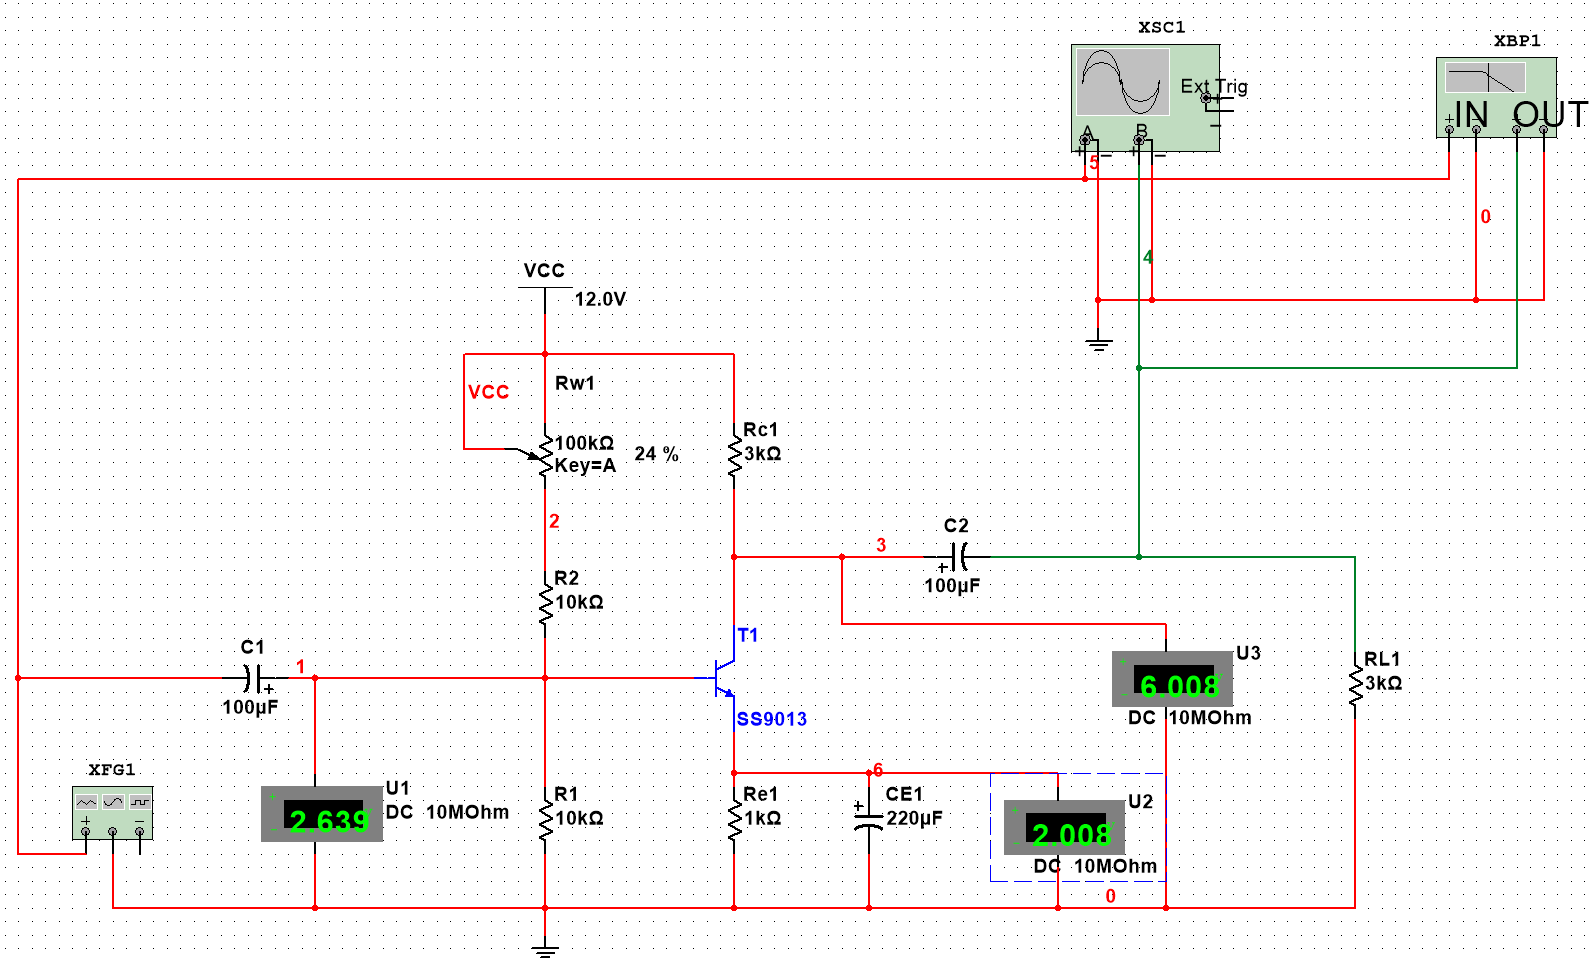 XSC1
XBP1
Ext Trig
+
_
IN
OUT
A
B
+
_
+
_
5
0
4
VCC
12.0V
VCC
Rw1
100kΩ
Key=A
24 %
Rc1
3kΩ
2
3
C2
+
100µF
R2
10kΩ
T1
SS9013
C1
1
+
100µF
U3
6.008
DC 10MOhm
RL1
3kΩ
XFG1
+
−
U1
2.639
DC 10MOhm
R1
10kΩ
6
Re1
1kΩ
CE1
+
220µF
U2
2.008
DC 10MOhm
0